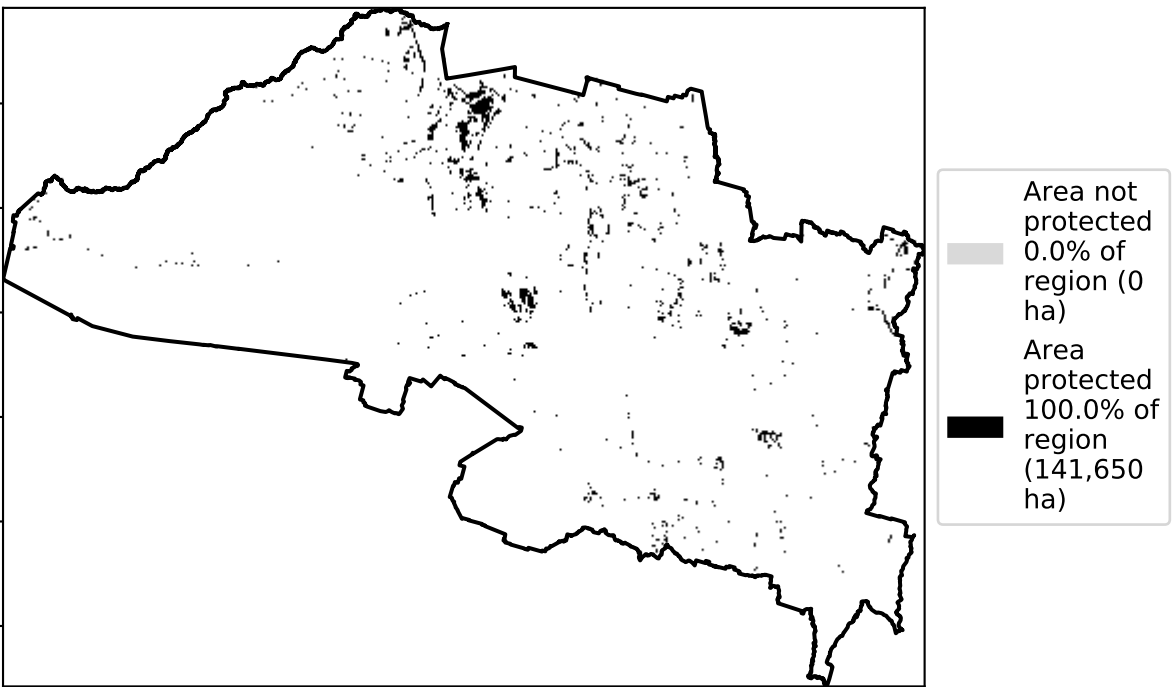 Area not
protected
0.0% of
region (0
ha)
Area
protected
100.0% of
region
(141,650
ha)